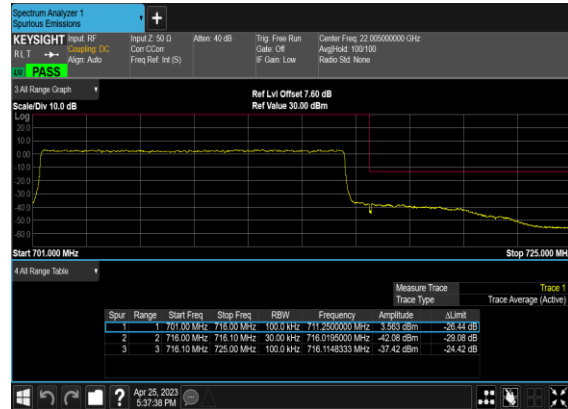 Spectrum Analyzer 1
Spurious Emissions
+
KEYSIGHT Input: RF Input Z: 50 Ω Atten: 40 dB Trig: Free Run Center Freq: 22.005000000 GHz
RLT Coupling: DC Corr CCorr Gate: Off Avg|Hold: 100/100
Align: Auto Freq Ref: Int (S) IF Gain: Low Radio Std: None
LW PASS
3 All Range Graph
Ref Lvl Offset 7.60 dB
Scale/Div 10.0 dB Ref Value 30.00 dBm
Log
20.0
10.0
0.00
-10.0
-20.0
-30.0
-40.0
-50.0
-60.0
Start 701.000 MHz Stop 725.000 MH
4 All Range Table
Measure Trace Trace 1
Trace Type Trace Average (Active)
Spur Range Start Freq Stop Freq RBW Frequency Amplitude ΔLimit
1 1 701.00 MHz 716.00 MHz 100.0 kHz 711.2500000 MHz 3.563 dBm -26.44 dB
2 2 716.00 MHz 716.10 MHz 30.00 kHz 716.0195000 MHz -42.08 dBm -29.08 dB
3 3 716.10 MHz 725.00 MHz 100.0 kHz 716.1148333 MHz -37.42 dBm -24.42 dB
? Apr 25, 2023
5:37:38 PM